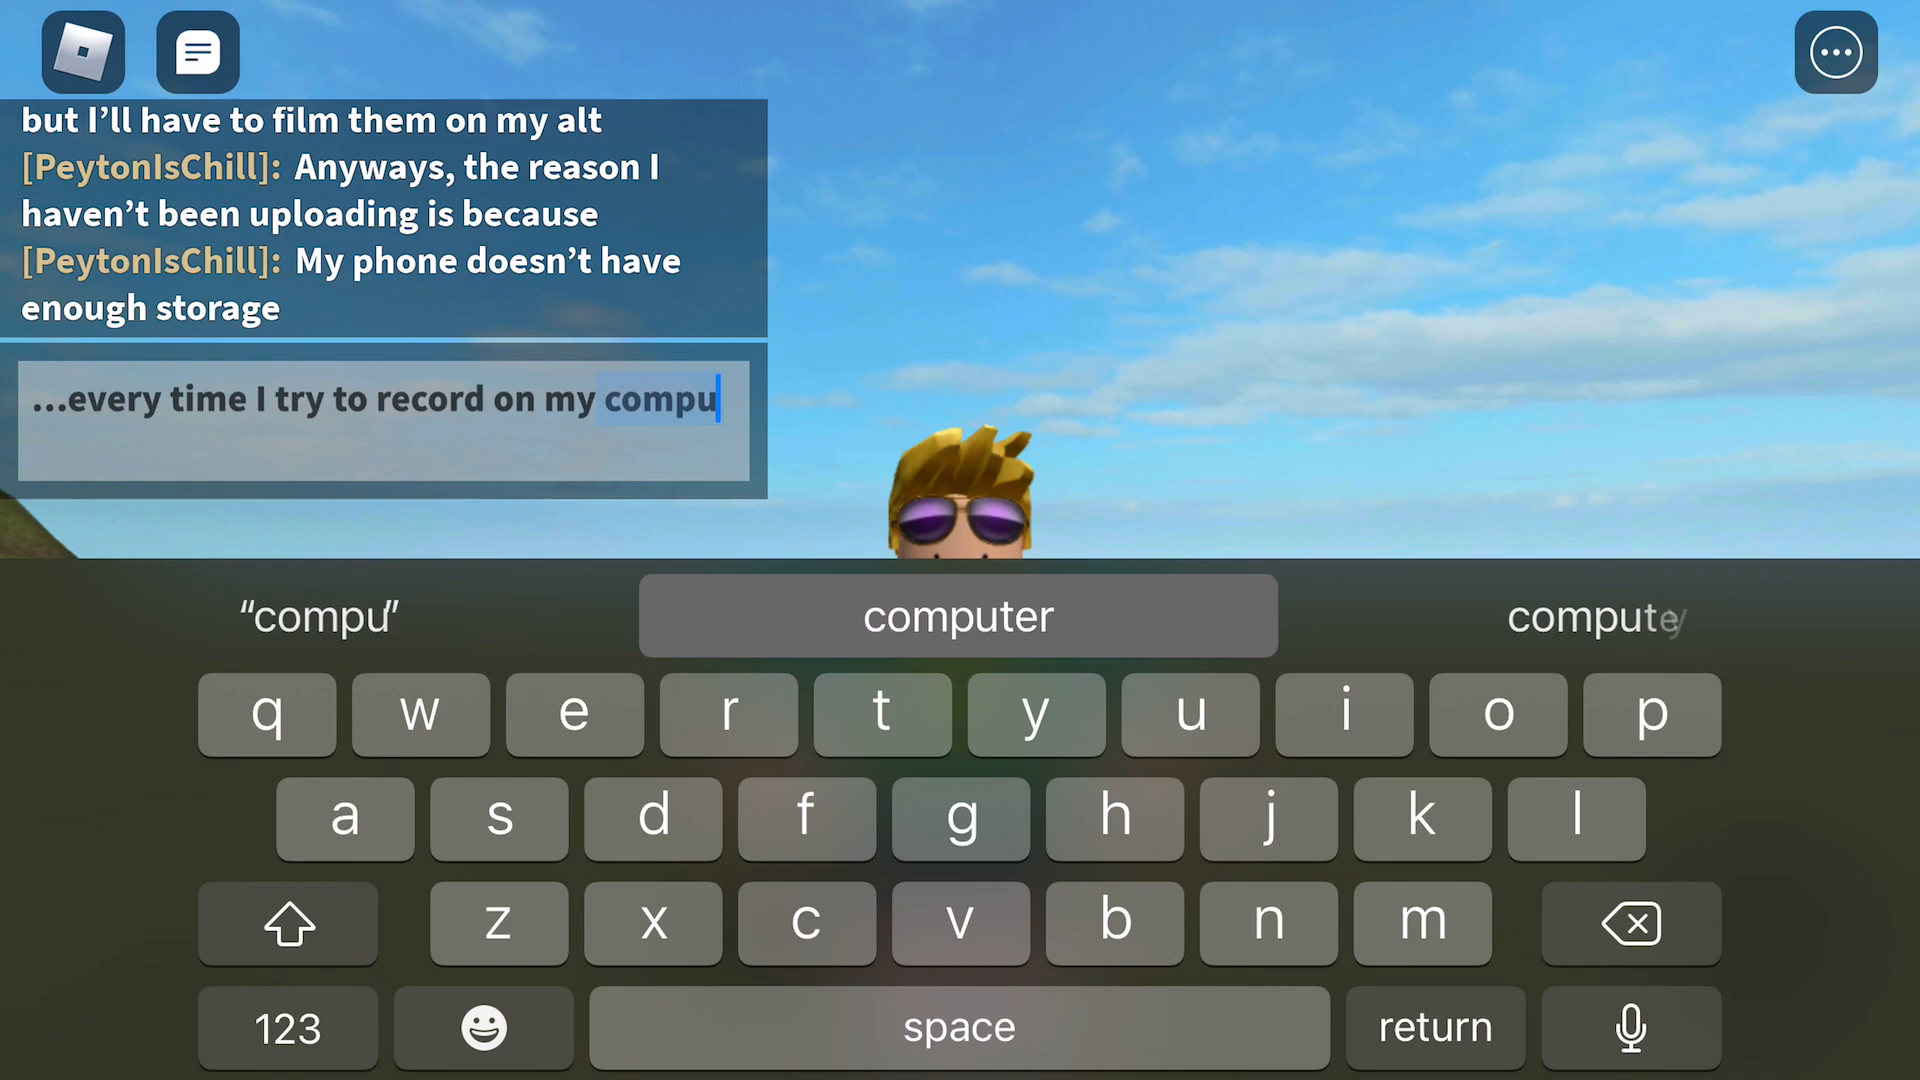 but I’ll have to film them on my alt
[PeytonIsChill]: Anyways, the reason I
haven’t been uploading is because
[PeytonIsChill]: My phone doesn’t have
enough storage
...every time I try to record on my compu
“compu” computer
q w e r t y u i o p
a s d f g h j k l
z x c v b n m
123 space return